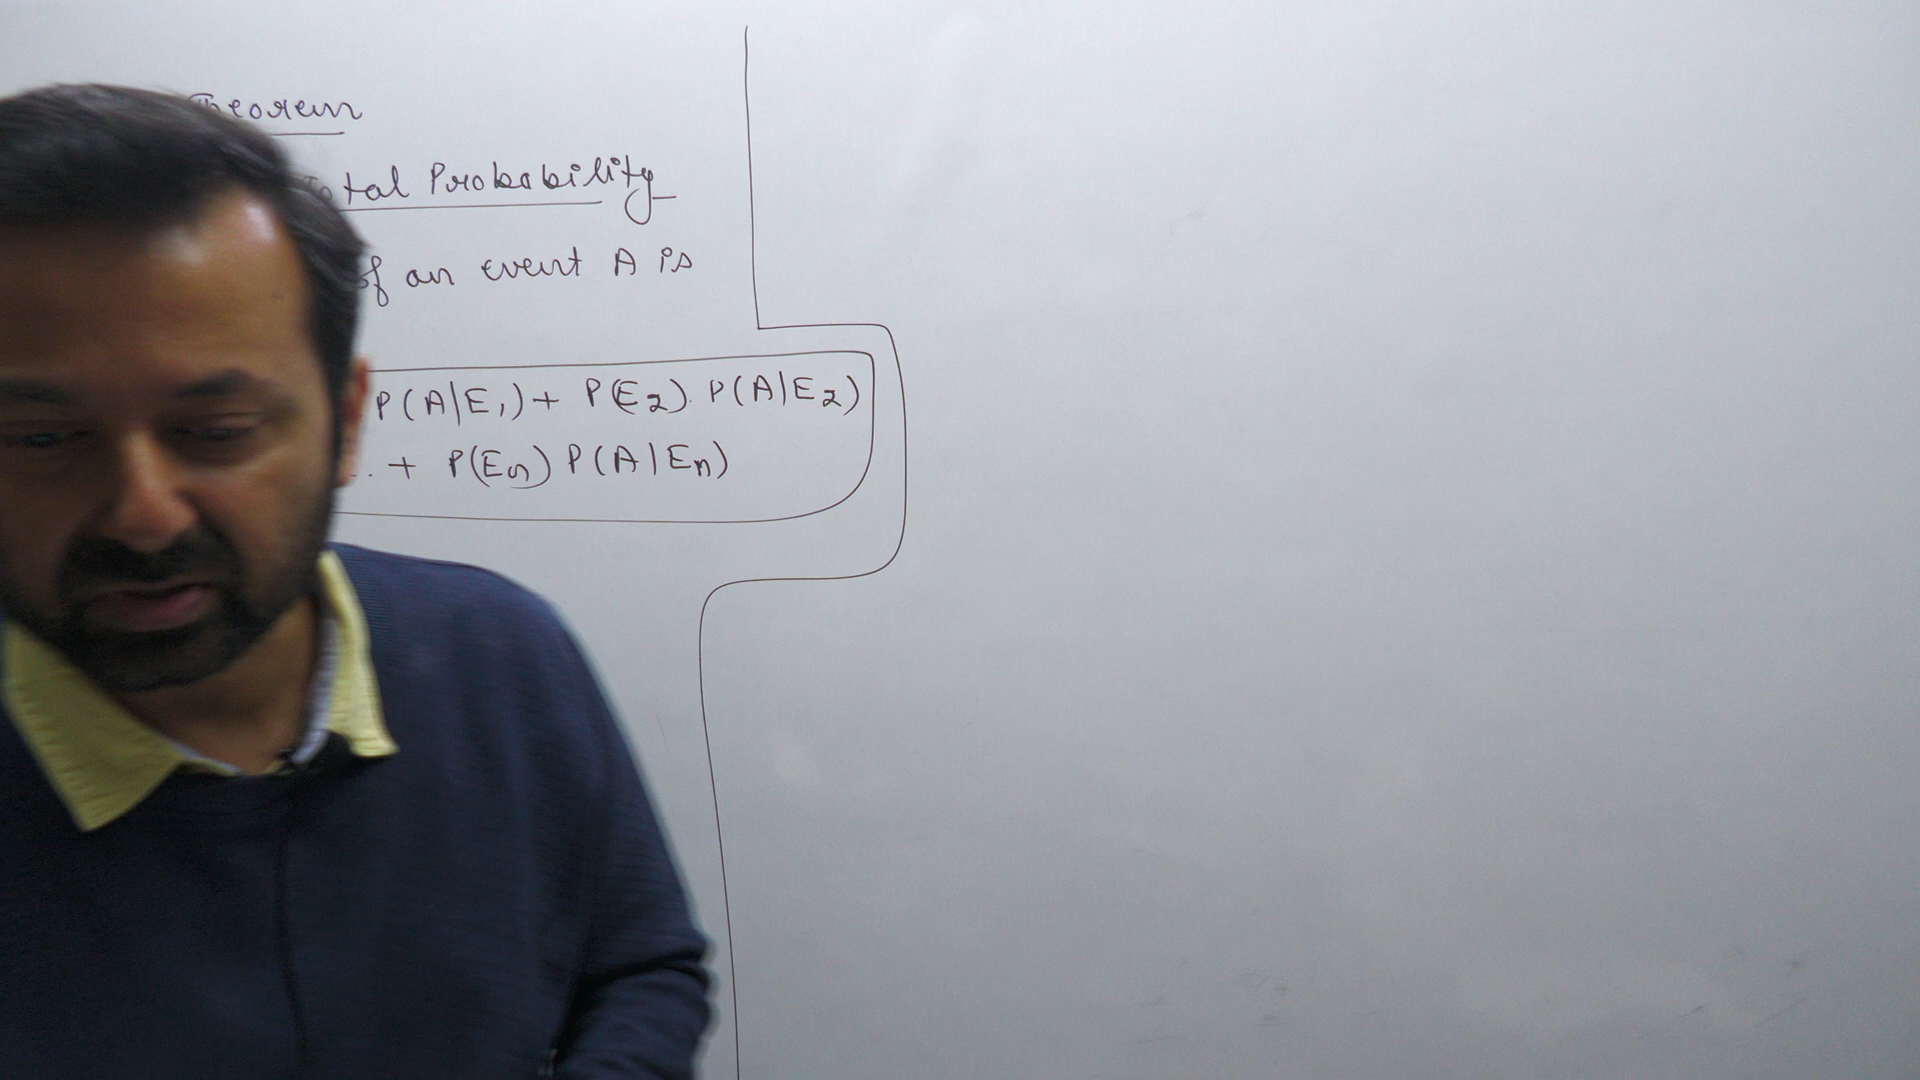 Theorem
Total Probability
of an event A is
P(A|E₁) + P(E₂). P(A|E₂)
.. + P(Eₙ) P(A|Eₙ)